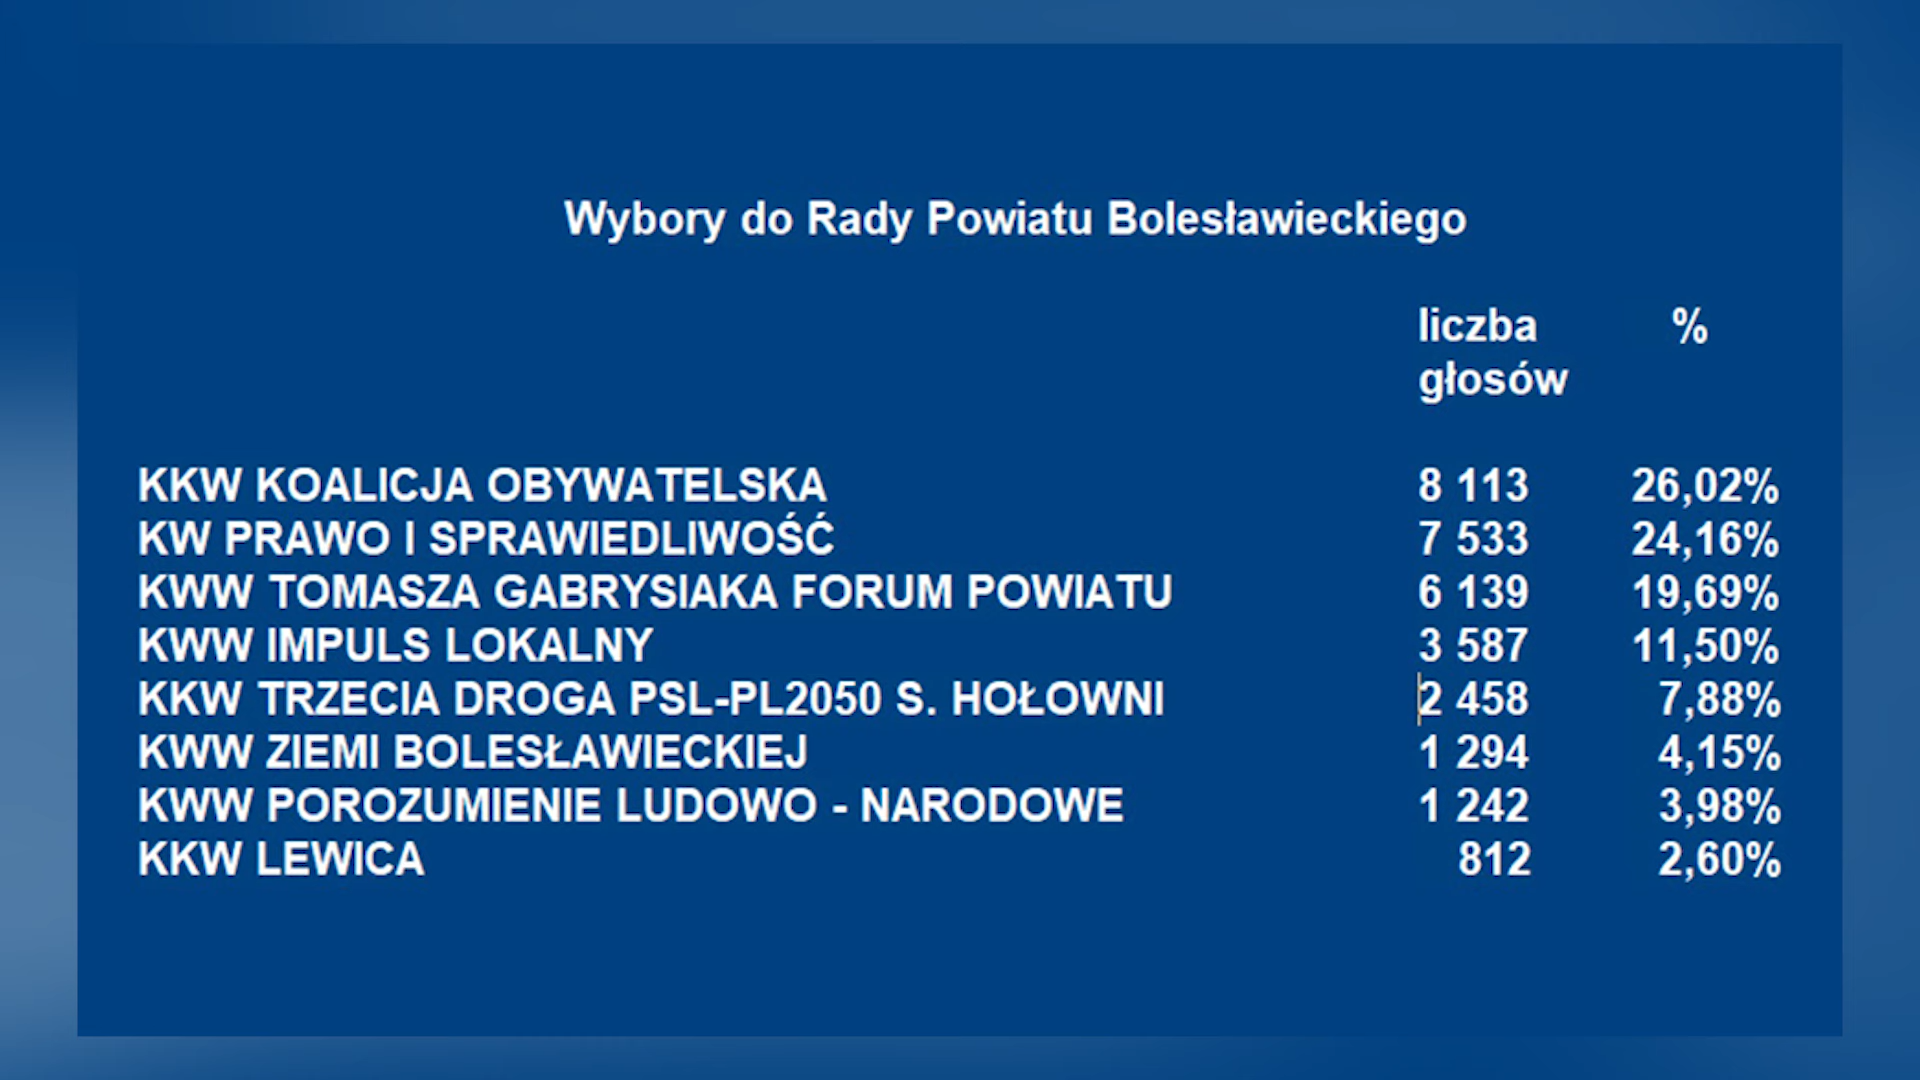 Wybory do Rady Powiatu Bolesławieckiego
liczba głosów %
KKW KOALICJA OBYWATELSKA 8 113 26,02%
KW PRAWO I SPRAWIEDLIWOŚĆ 7 533 24,16%
KWW TOMASZA GABRYSIAKA FORUM POWIATU 6 139 19,69%
KWW IMPULS LOKALNY 3 587 11,50%
KKW TRZECIA DROGA PSL-PL2050 S. HOŁOWNI 2 458 7,88%
KWW ZIEMI BOLESŁAWIECKIEJ 1 294 4,15%
KWW POROZUMIENIE LUDOWO - NARODOWE 1 242 3,98%
KKW LEWICA 812 2,60%